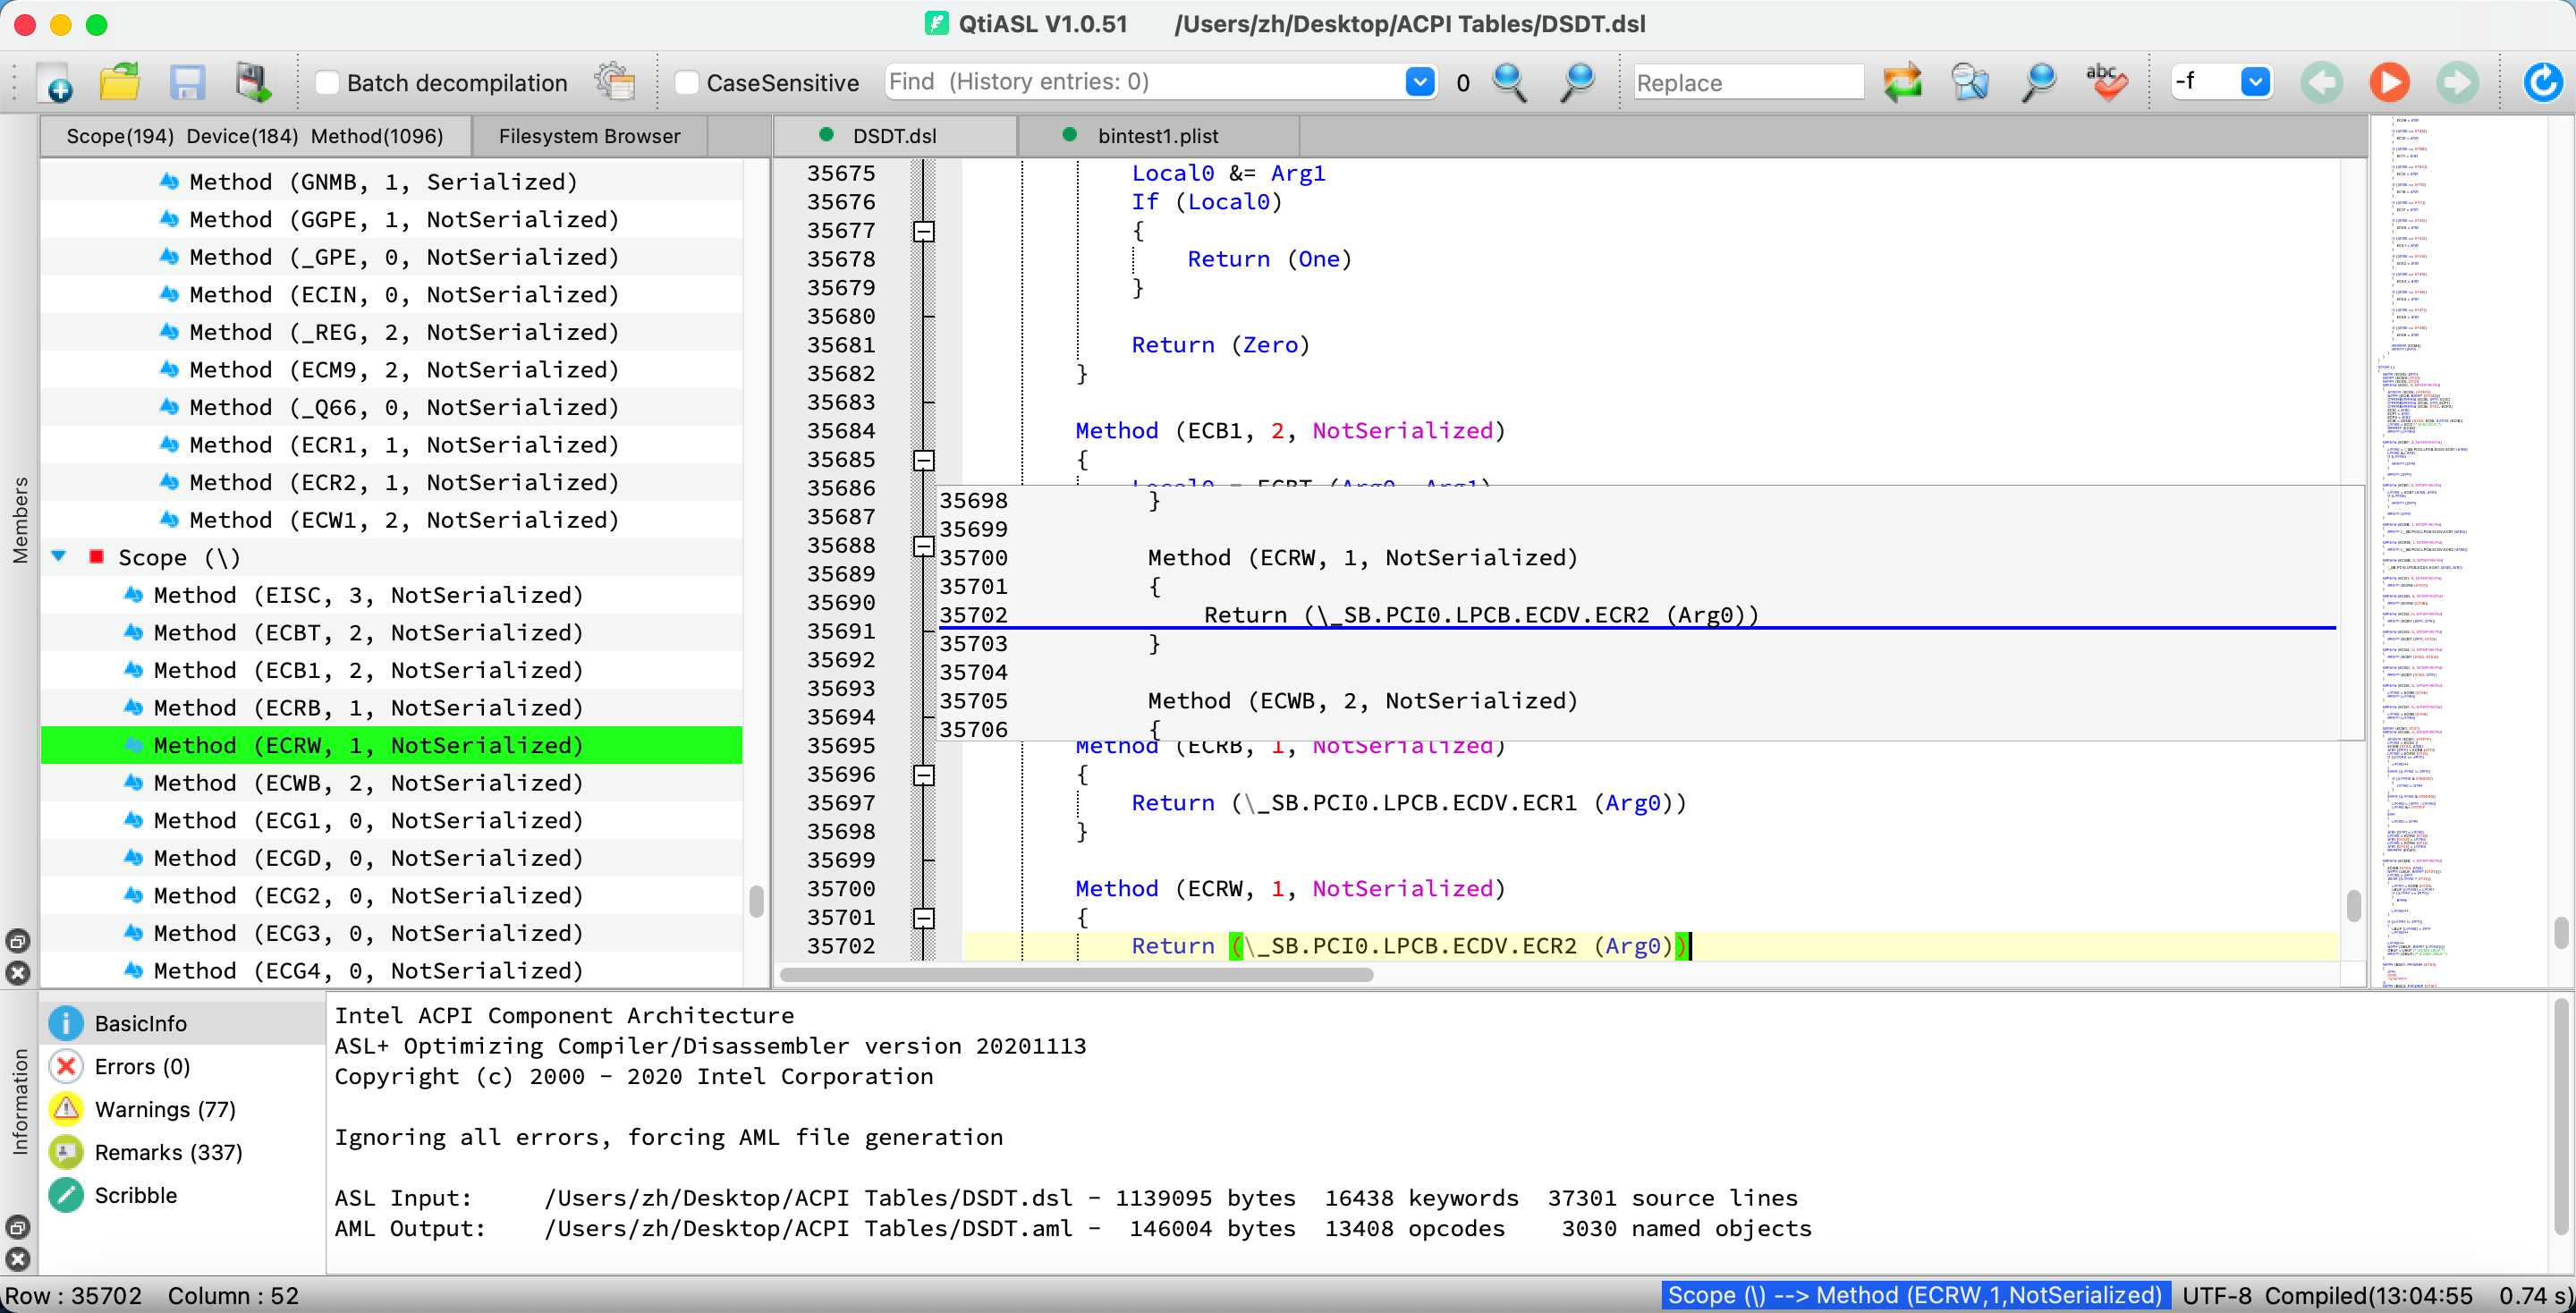 QtiASL V1.0.51 /Users/zh/Desktop/ACPI Tables/DSDT.dsl
Batch decompilation CaseSensitive Find (History entries: 0) 0 Replace abc -f
Scope(194) Device(184) Method(1096) Filesystem Browser
Members
Method (GNMB, 1, Serialized)
Method (GGPE, 1, NotSerialized)
Method (_GPE, 0, NotSerialized)
Method (ECIN, 0, NotSerialized)
Method (_REG, 2, NotSerialized)
Method (ECM9, 2, NotSerialized)
Method (_Q66, 0, NotSerialized)
Method (ECR1, 1, NotSerialized)
Method (ECR2, 1, NotSerialized)
Method (ECW1, 2, NotSerialized)
Scope (\)
Method (EISC, 3, NotSerialized)
Method (ECBT, 2, NotSerialized)
Method (ECB1, 2, NotSerialized)
Method (ECRB, 1, NotSerialized)
Method (ECRW, 1, NotSerialized)
Method (ECWB, 2, NotSerialized)
Method (ECG1, 0, NotSerialized)
Method (ECGD, 0, NotSerialized)
Method (ECG2, 0, NotSerialized)
Method (ECG3, 0, NotSerialized)
Method (ECG4, 0, NotSerialized)
DSDT.dsl bintest1.plist
35675 Local0 &= Arg1
35676 If (Local0)
35677 {
35678 Return (One)
35679 }
35680
35681 Return (Zero)
35682 }
35683
35684 Method (ECB1, 2, NotSerialized)
35685 {
35686 Local0 = ECBT (Arg0, Arg1)
35687
35688
35689
35690
35691
35692
35693
35694
35698 }
35699
35700 Method (ECRW, 1, NotSerialized)
35701 {
35702 Return (\_SB.PCI0.LPCB.ECDV.ECR2 (Arg0))
35703 }
35704
35705 Method (ECWB, 2, NotSerialized)
35706 {
35695 Method (ECRB, 1, NotSerialized)
35696 {
35697 Return (\_SB.PCI0.LPCB.ECDV.ECR1 (Arg0))
35698 }
35699
35700 Method (ECRW, 1, NotSerialized)
35701 {
35702 Return (\_SB.PCI0.LPCB.ECDV.ECR2 (Arg0))
Information
BasicInfo
Errors (0)
Warnings (77)
Remarks (337)
Scribble
Intel ACPI Component Architecture
ASL+ Optimizing Compiler/Disassembler version 20201113
Copyright (c) 2000 - 2020 Intel Corporation
Ignoring all errors, forcing AML file generation
ASL Input: /Users/zh/Desktop/ACPI Tables/DSDT.dsl - 1139095 bytes 16438 keywords 37301 source lines
AML Output: /Users/zh/Desktop/ACPI Tables/DSDT.aml - 146004 bytes 13408 opcodes 3030 named objects
Row : 35702 Column : 52 Scope (\) --> Method (ECRW,1,NotSerialized) UTF-8 Compiled(13:04:55 0.74 s